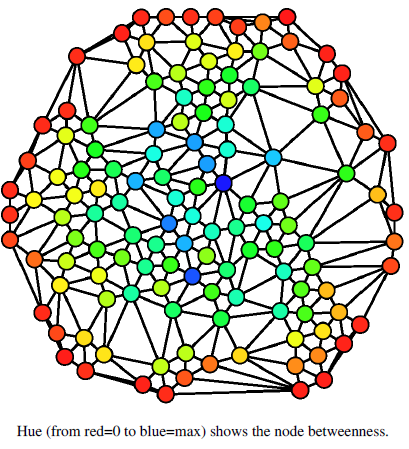 Hue (from red=0 to blue=max) shows the node betweenness.